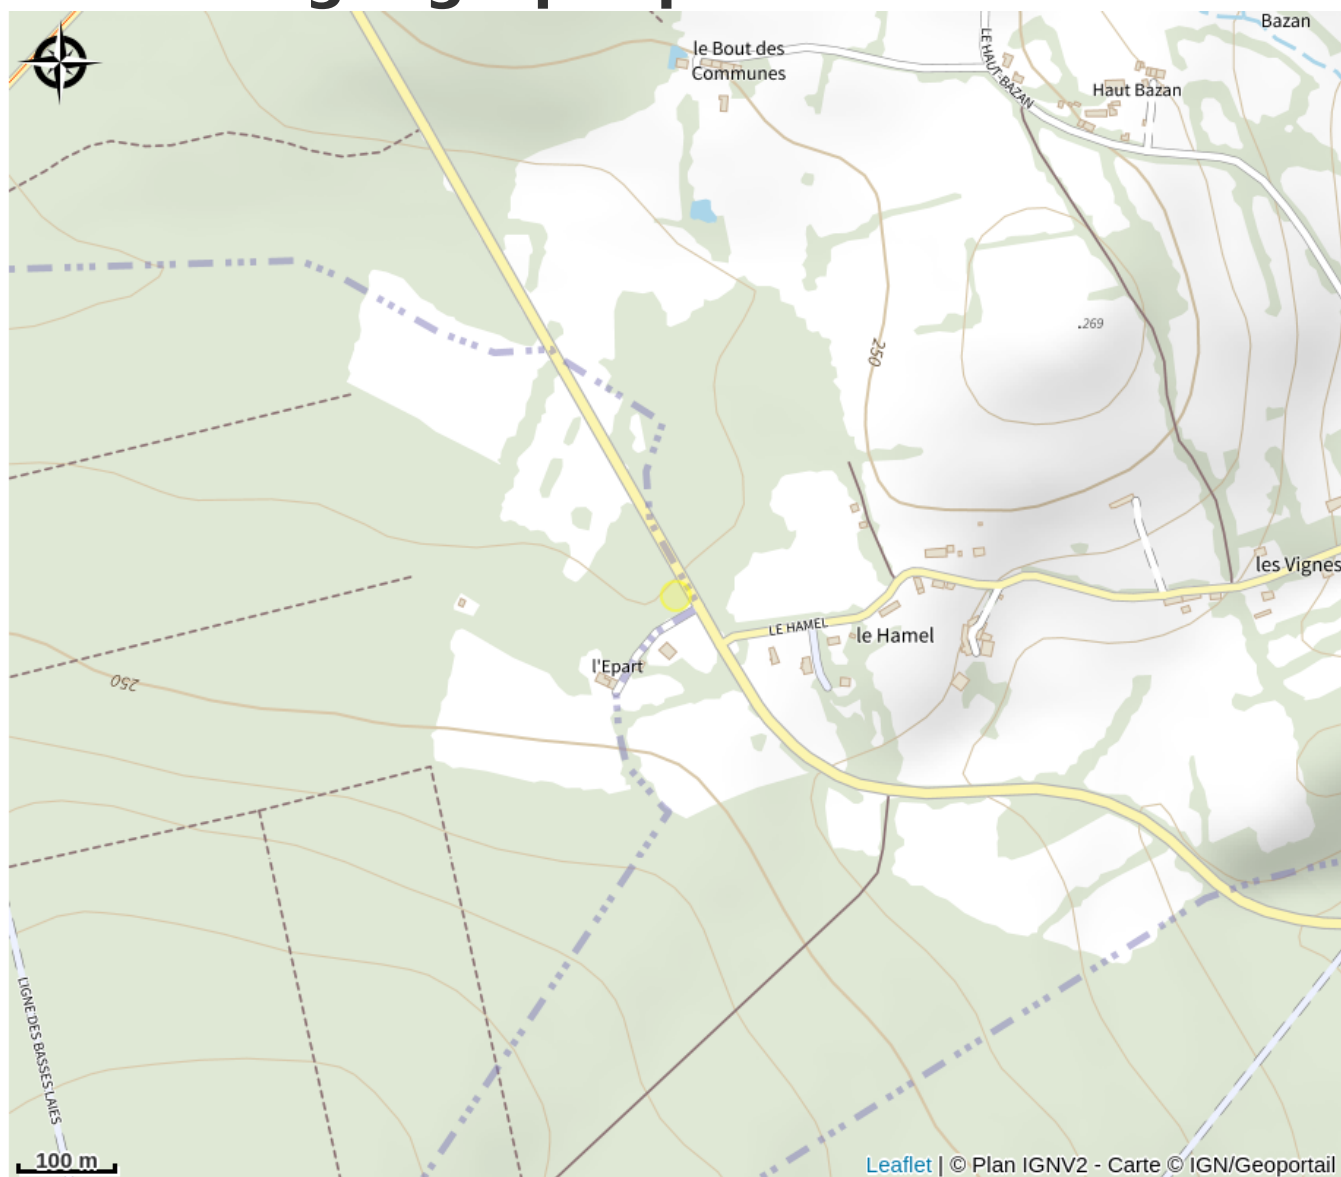 Bazan
le Bout des
Communes
LE HAUT-BAZAN
Haut Bazan
.269
250
les Vignes
LE HAMEL
le Hamel
l'Epart
250
LIGNE DES BASSES LAIES
100 m
Leaflet | © Plan IGNV2 - Carte © IGN/Geoportail